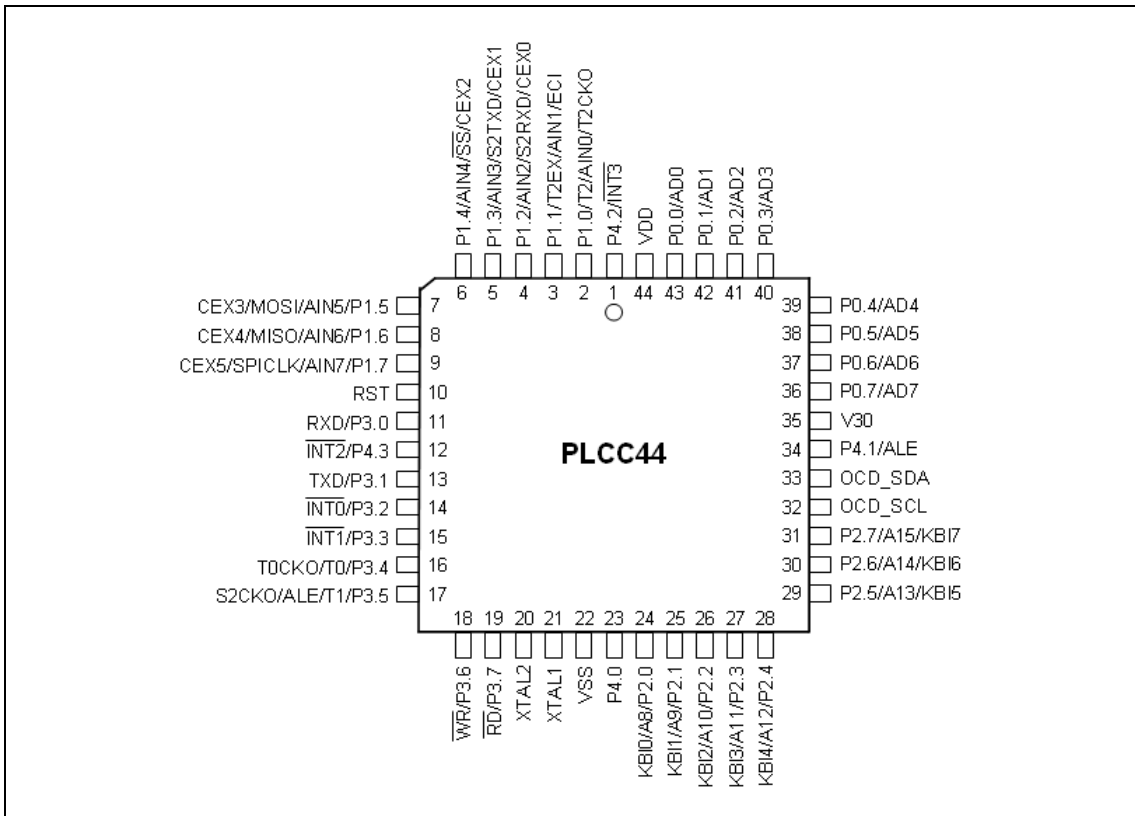 P1.4/AIN4/S̅S̅/CEX2
P1.3/AIN3/S2TXD/CEX1
P1.2/AIN2/S2RXD/CEX0
P1.1/T2EX/AIN1/ECI
P1.0/T2/AIN0/T2CKO
P4.2/I̅N̅T̅3̅
VDD
P0.0/AD0
P0.1/AD1
P0.2/AD2
P0.3/AD3
6 5 4 3 2 1 44 43 42 41 40
CEX3/MOSI/AIN5/P1.5 7
CEX4/MISO/AIN6/P1.6 8
CEX5/SPICLK/AIN7/P1.7 9
RST 10
RXD/P3.0 11
I̅N̅T̅2̅/P4.3 12
TXD/P3.1 13
I̅N̅T̅0̅/P3.2 14
I̅N̅T̅1̅/P3.3 15
T0CKO/T0/P3.4 16
S2CKO/ALE/T1/P3.5 17
PLCC44
39 P0.4/AD4
38 P0.5/AD5
37 P0.6/AD6
36 P0.7/AD7
35 V30
34 P4.1/ALE
33 OCD_SDA
32 OCD_SCL
31 P2.7/A15/KBI7
30 P2.6/A14/KBI6
29 P2.5/A13/KBI5
18 19 20 21 22 23 24 25 26 27 28
W̅R̅/P3.6
R̅D̅/P3.7
XTAL2
XTAL1
VSS
P4.0
KBI0/A8/P2.0
KBI1/A9/P2.1
KBI2/A10/P2.2
KBI3/A11/P2.3
KBI4/A12/P2.4